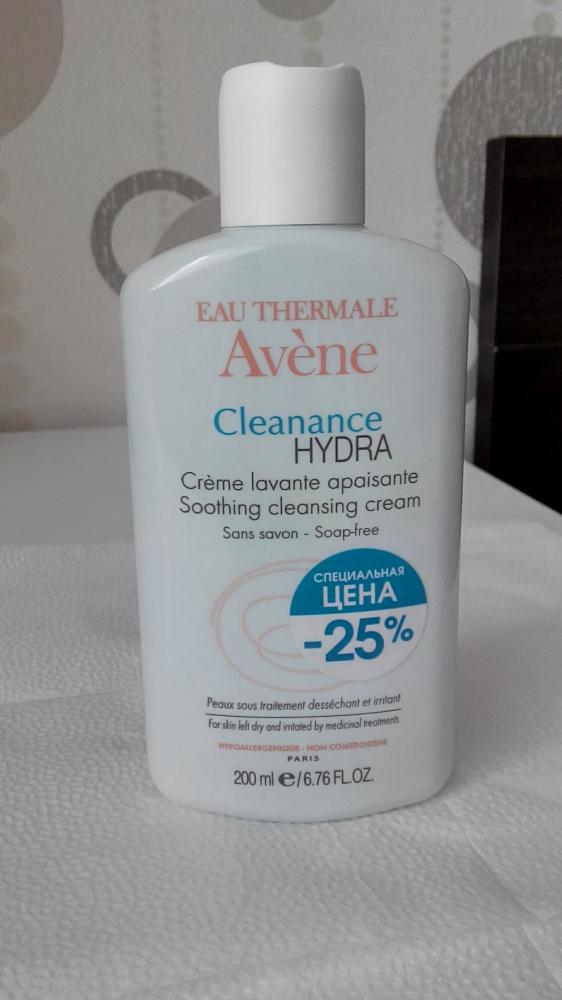 EAU THERMALE
Avène
Cleanance
HYDRA
Crème lavante apaisante
Soothing cleansing cream
Sans savon - Soap-free
СПЕЦИАЛЬНАЯ
ЦЕНА
-25%
Peaux sous traitement desséchant et irritant
For skin left dry and irritated by medicinal treatments
HYPOALLERGENIQUE - NON COMEDOGENE
PARIS
200 ml e/6.76 FL.OZ.